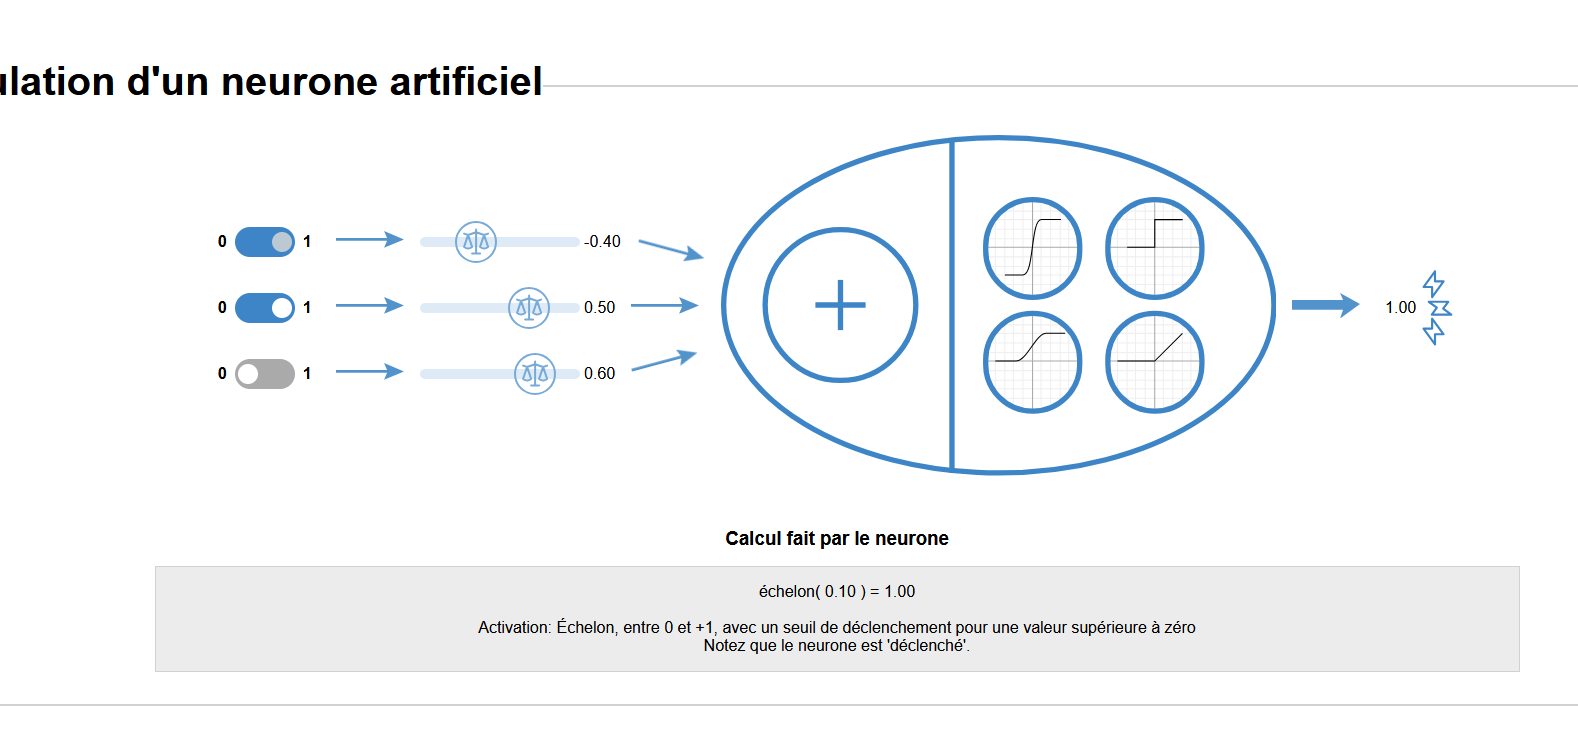 ulation d'un neurone artificiel
0 1 -0.40
0 1 0.50
1.00
0 1 0.60
Calcul fait par le neurone
échelon( 0.10 ) = 1.00
Activation: Échelon, entre 0 et +1, avec un seuil de déclenchement pour une valeur supérieure à zéro
Notez que le neurone est 'déclenché'.